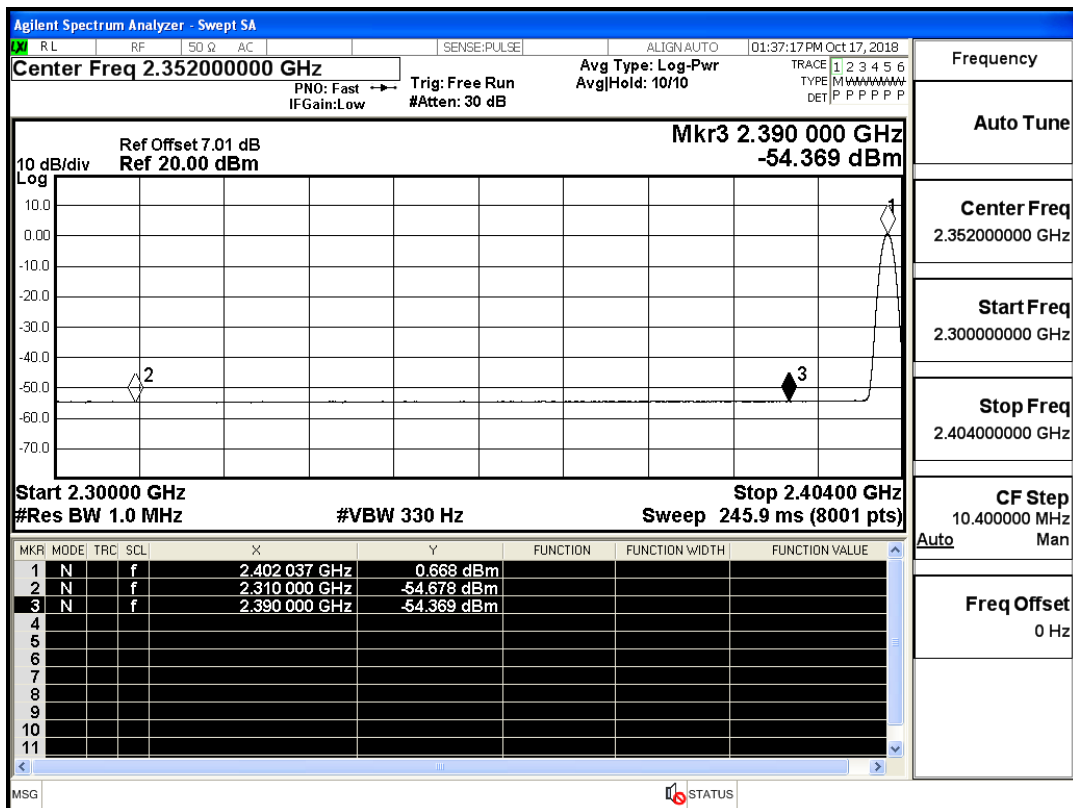 Agilent Spectrum Analyzer - Swept SA
LXI RL RF 50 Ω AC SENSE:PULSE ALIGN AUTO 01:37:17 PM Oct 17, 2018
Center Freq 2.352000000 GHz
PNO: Fast
IFGain:Low
Trig: Free Run
#Atten: 30 dB
Avg Type: Log-Pwr
Avg|Hold: 10/10
TRACE 1 2 3 4 5 6
TYPE M
DET P P P P P P
Ref Offset 7.01 dB
10 dB/div Ref 20.00 dBm
Log
Mkr3 2.390 000 GHz
-54.369 dBm
10.0
0.00
-10.0
-20.0
-30.0
-40.0
-50.0
-60.0
-70.0
1
2
3
Start 2.30000 GHz Stop 2.40400 GHz
#Res BW 1.0 MHz #VBW 330 Hz Sweep 245.9 ms (8001 pts)
MKR MODE TRC SCL X Y FUNCTION FUNCTION WIDTH FUNCTION VALUE
1 N f 2.402 037 GHz 0.668 dBm
2 N f 2.310 000 GHz -54.678 dBm
3 N f 2.390 000 GHz -54.369 dBm
4
5
6
7
8
9
10
11
MSG STATUS
Frequency
Auto Tune
Center Freq
2.352000000 GHz
Start Freq
2.300000000 GHz
Stop Freq
2.404000000 GHz
CF Step
10.400000 MHz
Auto Man
Freq Offset
0 Hz